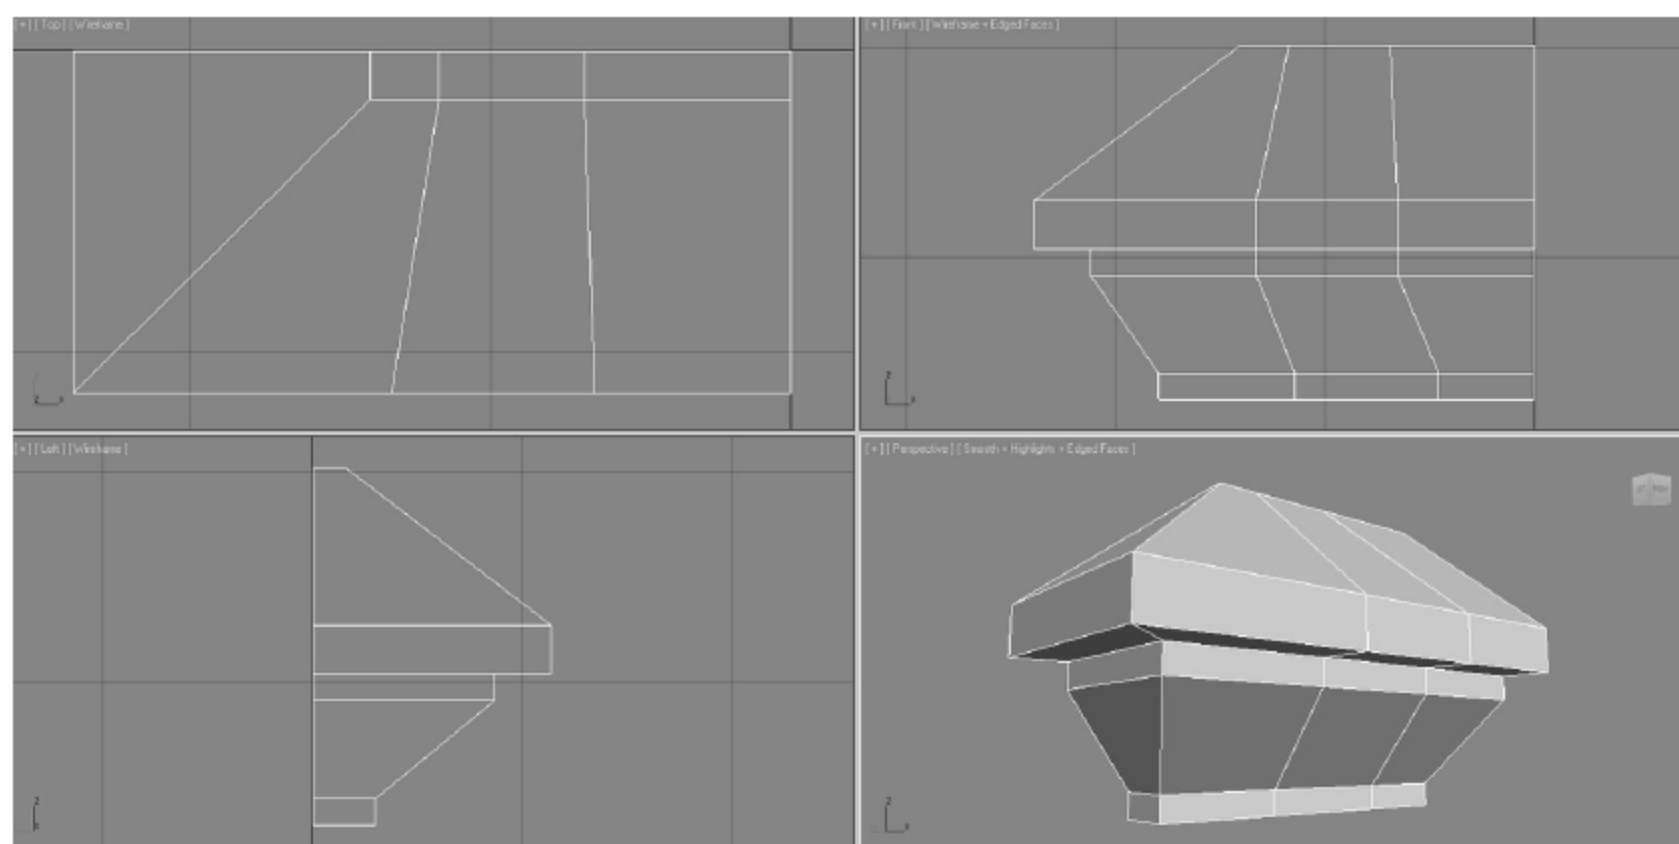 [+] [Top] [Wireframe]
[+] [Front] [Wireframe + Edged Faces]
[+] [Left] [Wireframe]
[+] [Perspective] [Smooth + Highlights + Edged Faces]
z
x
z
x
z
z
x